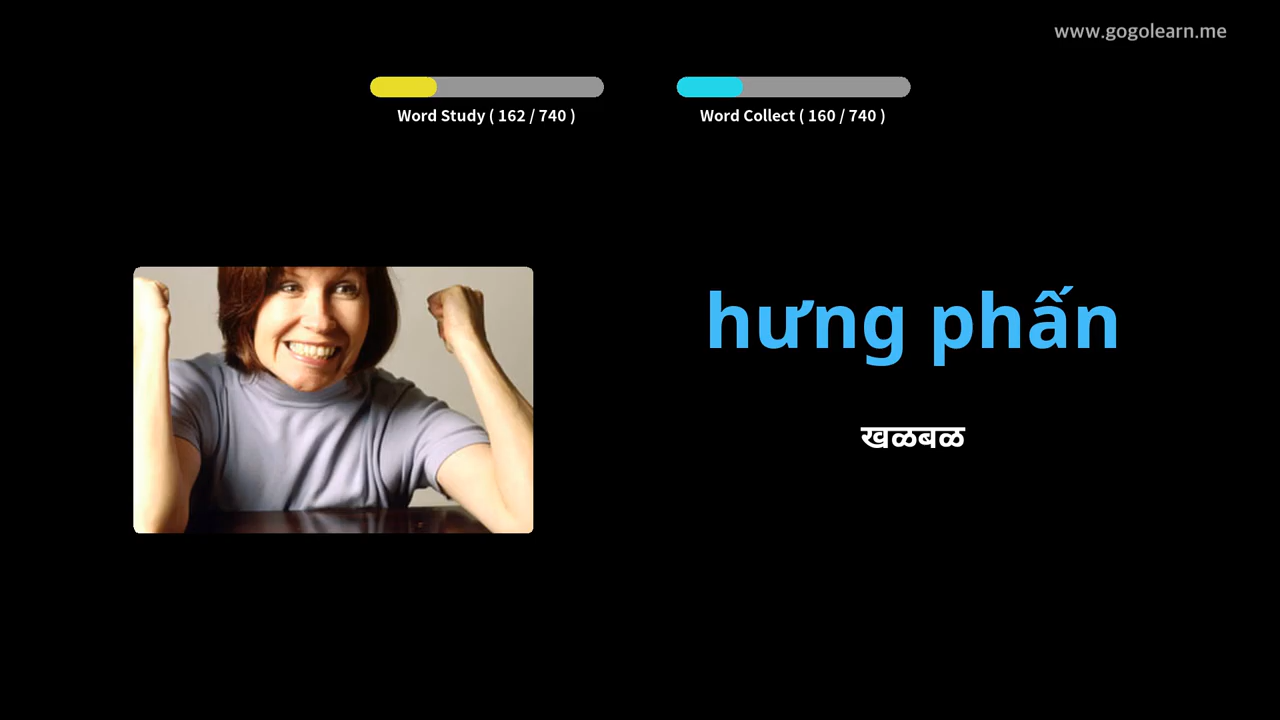 www.gogolearn.me
Word Study ( 162 / 740 )
Word Collect ( 160 / 740 )
hưng phấn
खळबळ